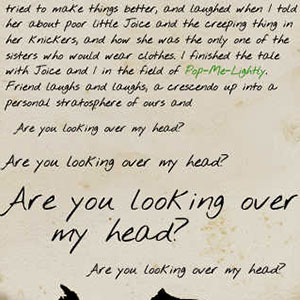 tried to make things better, and laughed when I told
her about poor little Joice and the creeping thing in
her knickers, and how she was the only one of the
sisters who would wear clothes. I finished the tale
with Joice and I in the field of Pop-Me-Lightly.
Friend laughs and laughs, a crescendo up into a
personal stratosphere of ours and
Are you looking over my head?
Are you looking over my head?
Are you looking over
my head?
Are you looking over my head?